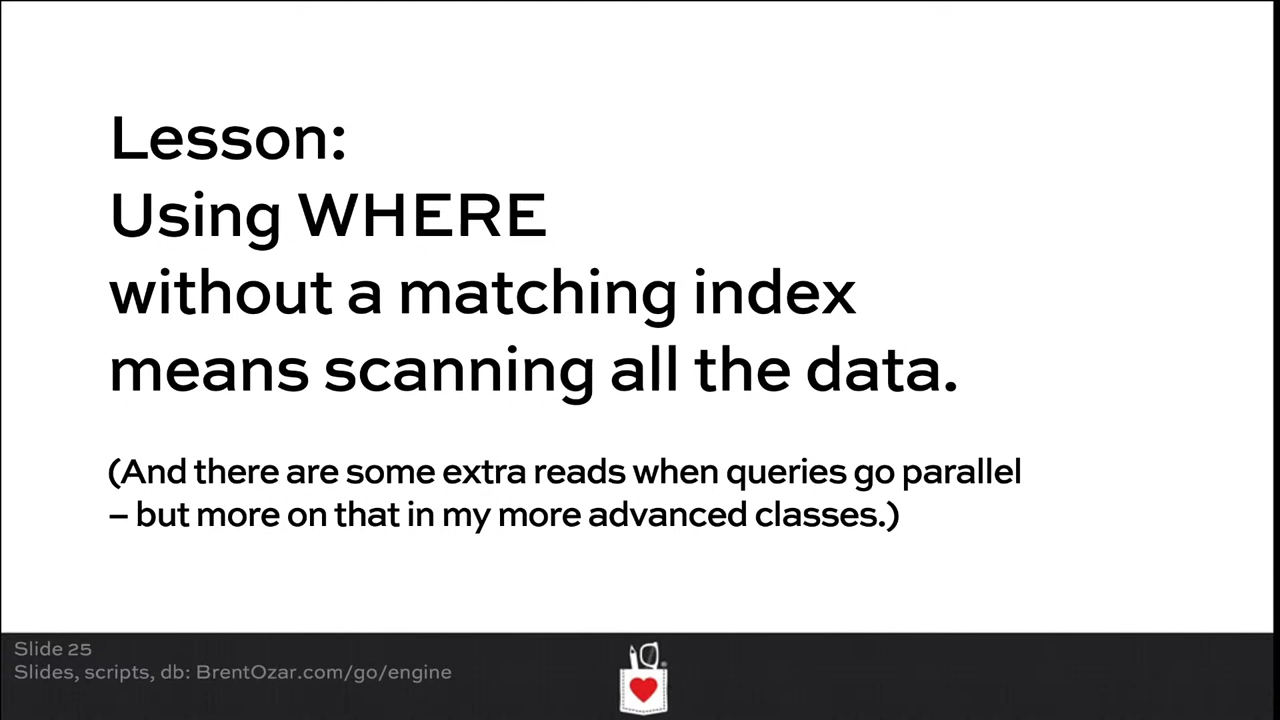 Lesson:
Using WHERE
without a matching index
means scanning all the data.
(And there are some extra reads when queries go parallel
– but more on that in my more advanced classes.)
Slide 25
Slides, scripts, db: BrentOzar.com/go/engine